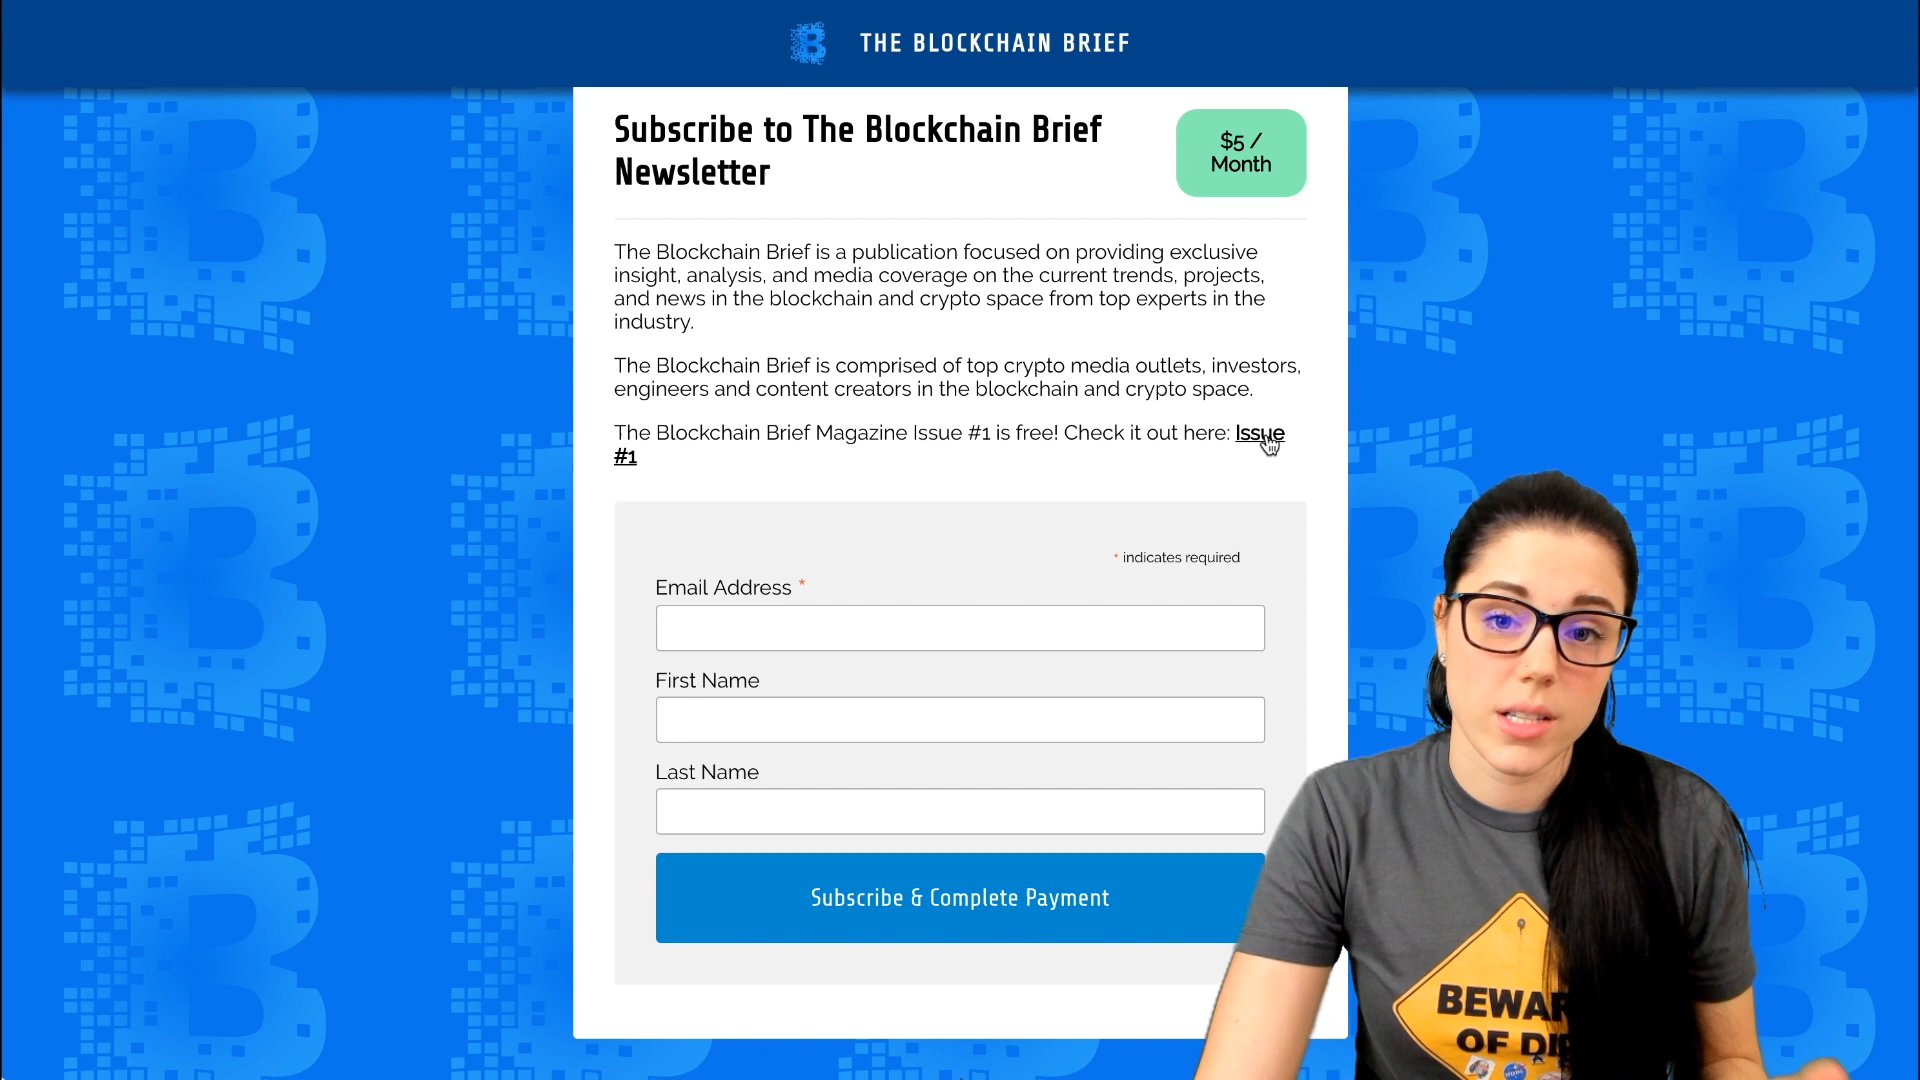 THE BLOCKCHAIN BRIEF
Subscribe to The Blockchain Brief
Newsletter
$5 /
Month
The Blockchain Brief is a publication focused on providing exclusive
insight, analysis, and media coverage on the current trends, projects,
and news in the blockchain and crypto space from top experts in the
industry.
The Blockchain Brief is comprised of top crypto media outlets, investors,
engineers and content creators in the blockchain and crypto space.
The Blockchain Brief Magazine Issue #1 is free! Check it out here: Issue
#1
* indicates required
Email Address *
First Name
Last Name
Subscribe & Complete Payment
OF